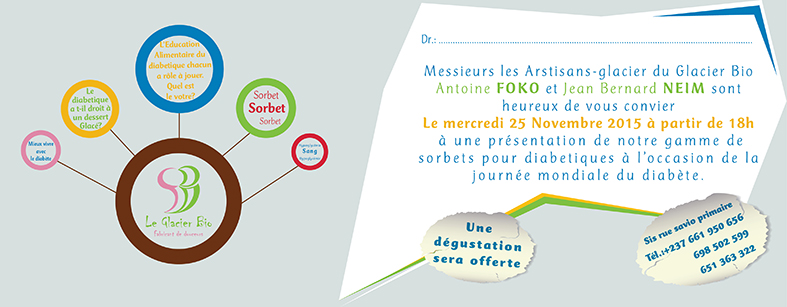 L'Education
Alimentaire du
diabetique chacun
a rôle à jouer.
Quel est
le votre?
Le
diabetique
a t-il droit à
un dessert
Glacé?
Sorbet
Sorbet
Sorbet
Mieux vivre
avec
le diabète
Sang
Le Glacier Bio
Fabricant de douceurs
Dr.:
Messieurs les Arstisans-glacier du Glacier Bio
Antoine FOKO et Jean Bernard NEIM sont
heureux de vous convier
Le mercredi 25 Novembre 2015 à partir de 18h
à une présentation de notre gamme de
sorbets pour diabetiques à l'occasion de la
journée mondiale du diabète.
Une
dégustation
sera offerte
Sis rue savio primaire
Tél.:+237 661 950 656
698 502 599
651 363 322